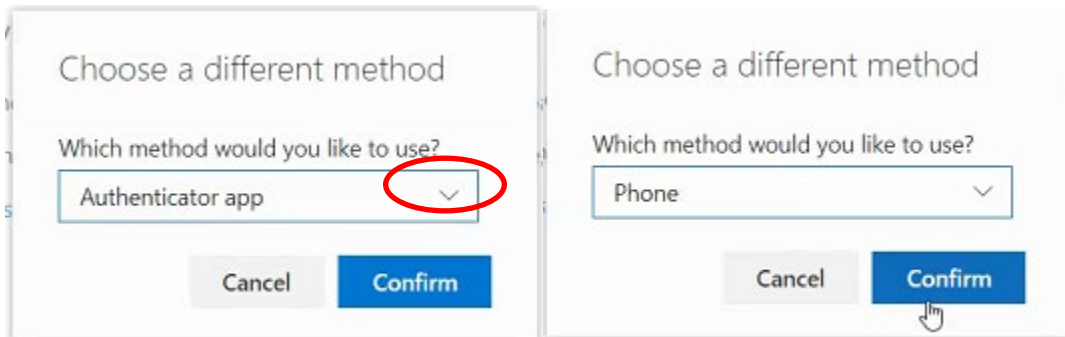 Choose a different method
Which method would you like to use?
Authenticator app
Cancel Confirm
Choose a different method
Which method would you like to use?
Phone
Cancel Confirm